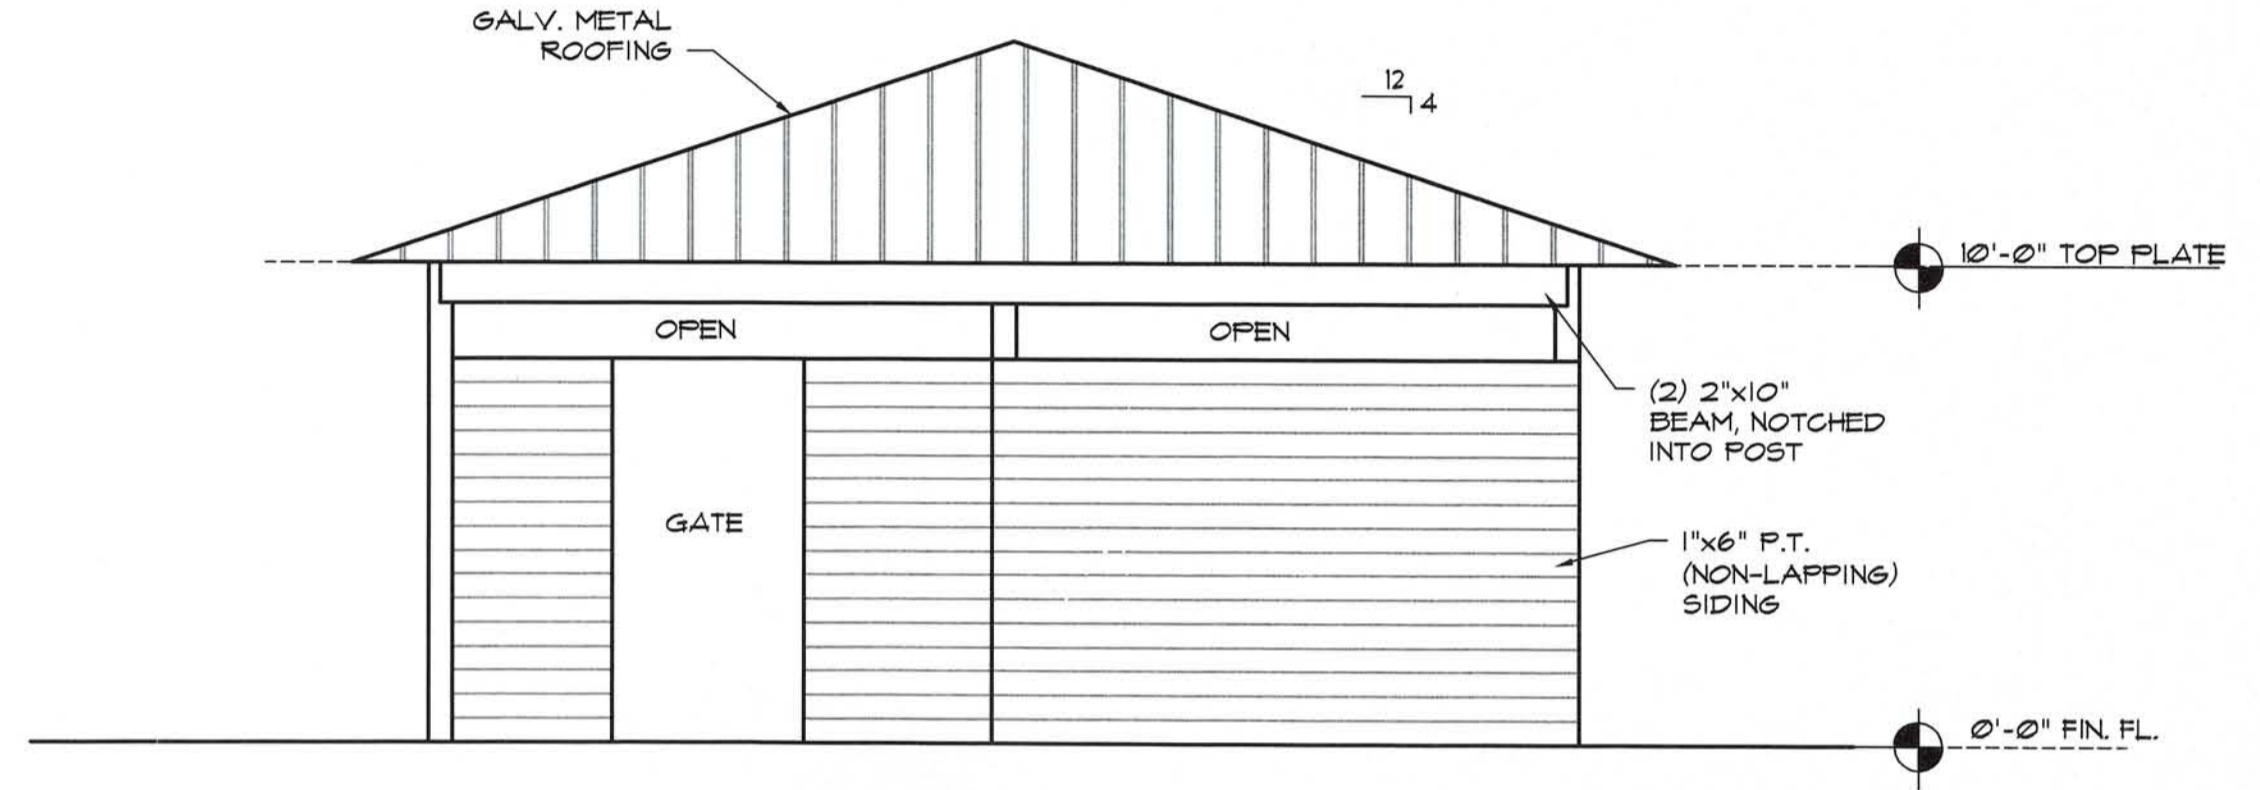 GALV. METAL
ROOFING
12
4
10'-0" TOP PLATE
OPEN
OPEN
(2) 2"x10"
BEAM, NOTCHED
INTO POST
GATE
1"x6" P.T.
(NON-LAPPING)
SIDING
0'-0" FIN. FL.